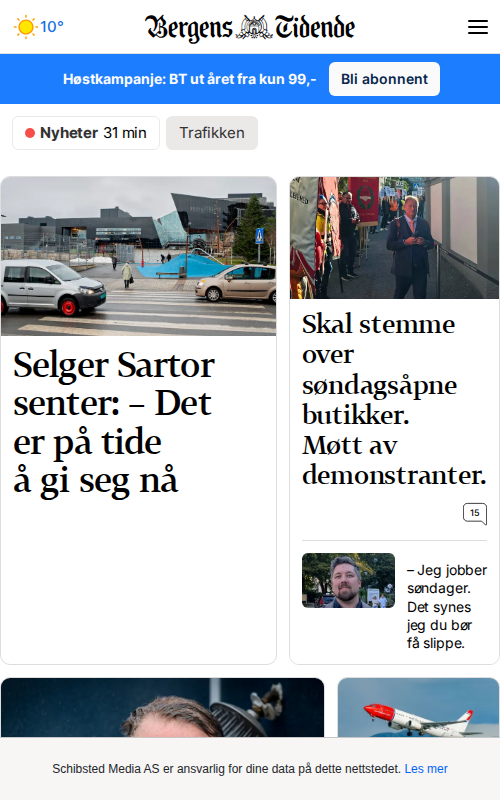 10°
Bergens Tidende
Høstkampanje: BT ut året fra kun 99,-
Bli abonnent
Nyheter 31 min
Trafikken
Selger Sartor
senter: – Det
er på tide
å gi seg nå
Skal stemme
over
søndagsåpne
butikker.
Møtt av
demonstranter.
15
– Jeg jobber
søndager.
Det synes
jeg du bør
få slippe.
Schibsted Media AS er ansvarlig for dine data på dette nettstedet. Les mer